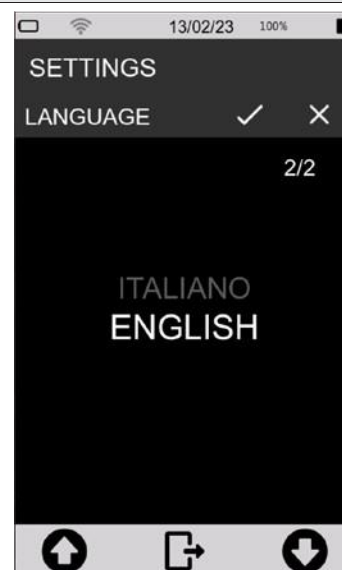 13/02/23 100%
SETTINGS
LANGUAGE
2/2
ITALIANO
ENGLISH